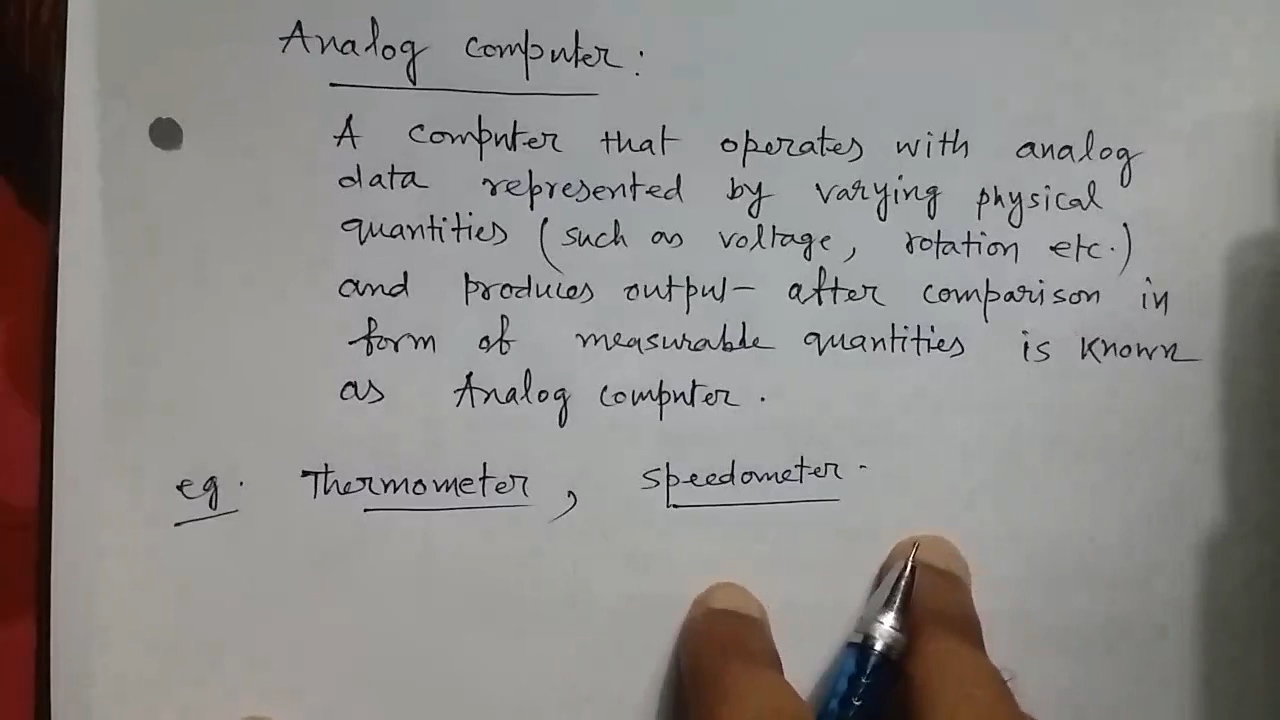 Analog computer:
A computer that operates with analog
data represented by varying physical
quantities (such as voltage, rotation etc.)
and produces output after comparison in
form of measurable quantities is known
as Analog computer.
eg. Thermometer, Speedometer.